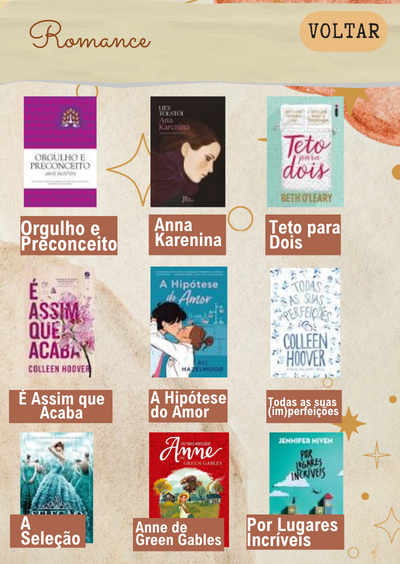 Romance
VOLTAR
ORGULHO E
PRECONCEITO
JANE AUSTEN
Orgulho e
Preconceito
LIEV
TOLSTÓI
Ana
Karenina
Anna
Karenina
Teto
para
dois
BETH O'LEARY
Teto para
Dois
É
ASSIM
QUE
ACABA
COLLEEN HOOVER
É Assim que
Acaba
A Hipótese
do Amor
ALI
HAZELWOOD
A Hipótese
do Amor
TODAS
AS SUAS
PERFEIÇÕES
COLLEEN
HOOVER
Todas as suas
(im)perfeições
A
Seleção
Anne
GREEN GABLES
Anne de
Green Gables
JENNIFER NIVEN
POR
LUGARES
INCRÍVEIS
Por Lugares
Incríveis